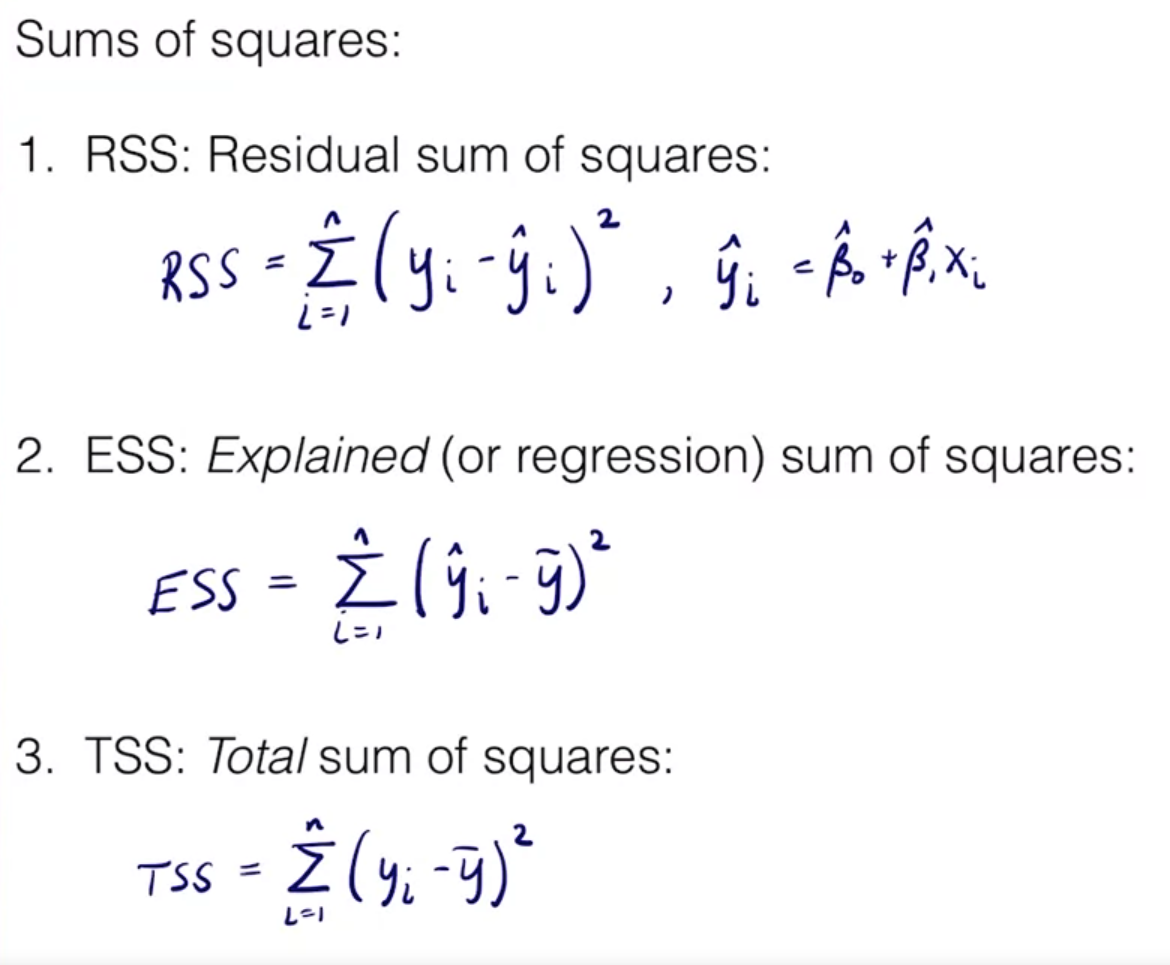 Sums of squares:
1. RSS: Residual sum of squares:
RSS = \sum_{i=1}^{n} (y_i - \hat{y}_i)^2 , \hat{y}_i = \hat{β}_0 + \hat{β}_1 x_i
2. ESS: Explained (or regression) sum of squares:
ESS = \sum_{i=1}^{n} (\hat{y}_i - \bar{y})^2
3. TSS: Total sum of squares:
TSS = \sum_{i=1}^{n} (y_i - \bar{y})^2